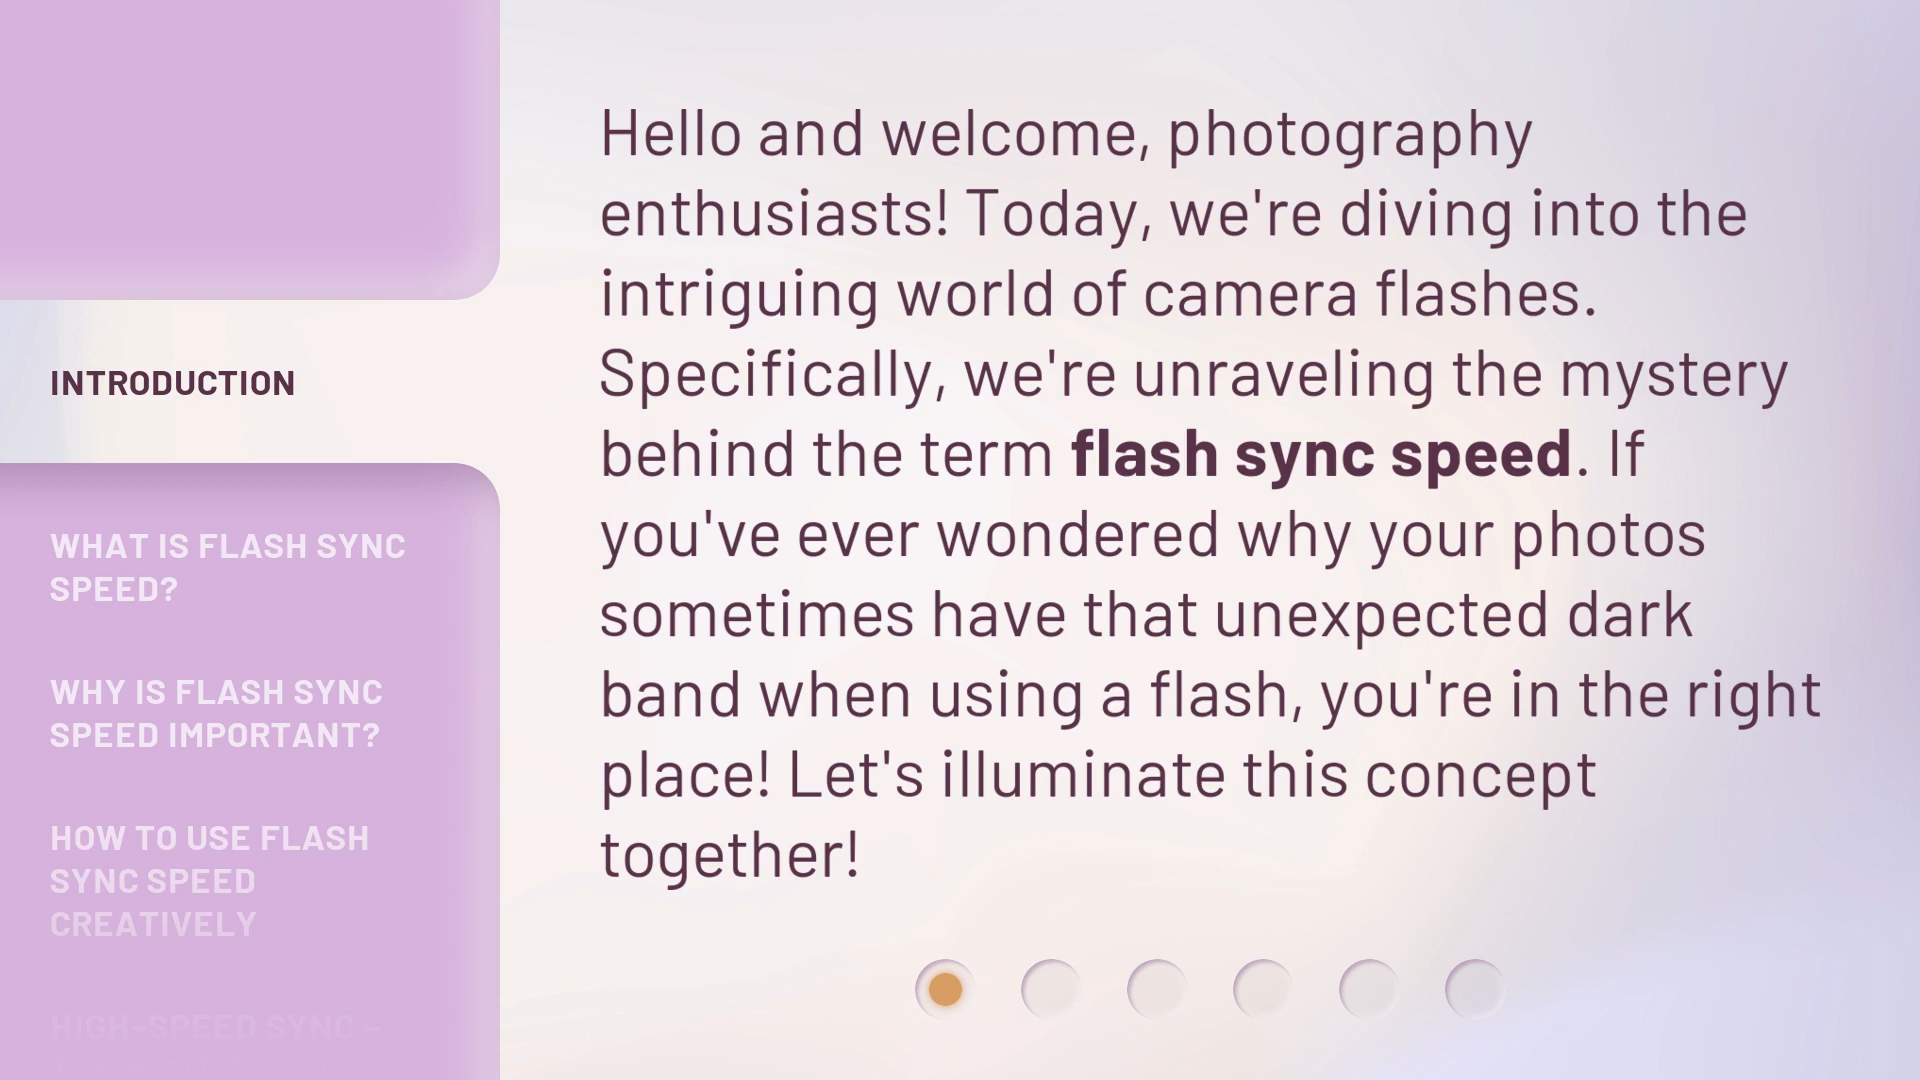 INTRODUCTION
WHAT IS FLASH SYNC
SPEED?
WHY IS FLASH SYNC
SPEED IMPORTANT?
HOW TO USE FLASH
SYNC SPEED
CREATIVELY
HIGH-SPEED SYNC –
Hello and welcome, photography
enthusiasts! Today, we're diving into the
intriguing world of camera flashes.
Specifically, we're unraveling the mystery
behind the term flash sync speed. If
you've ever wondered why your photos
sometimes have that unexpected dark
band when using a flash, you're in the right
place! Let's illuminate this concept
together!